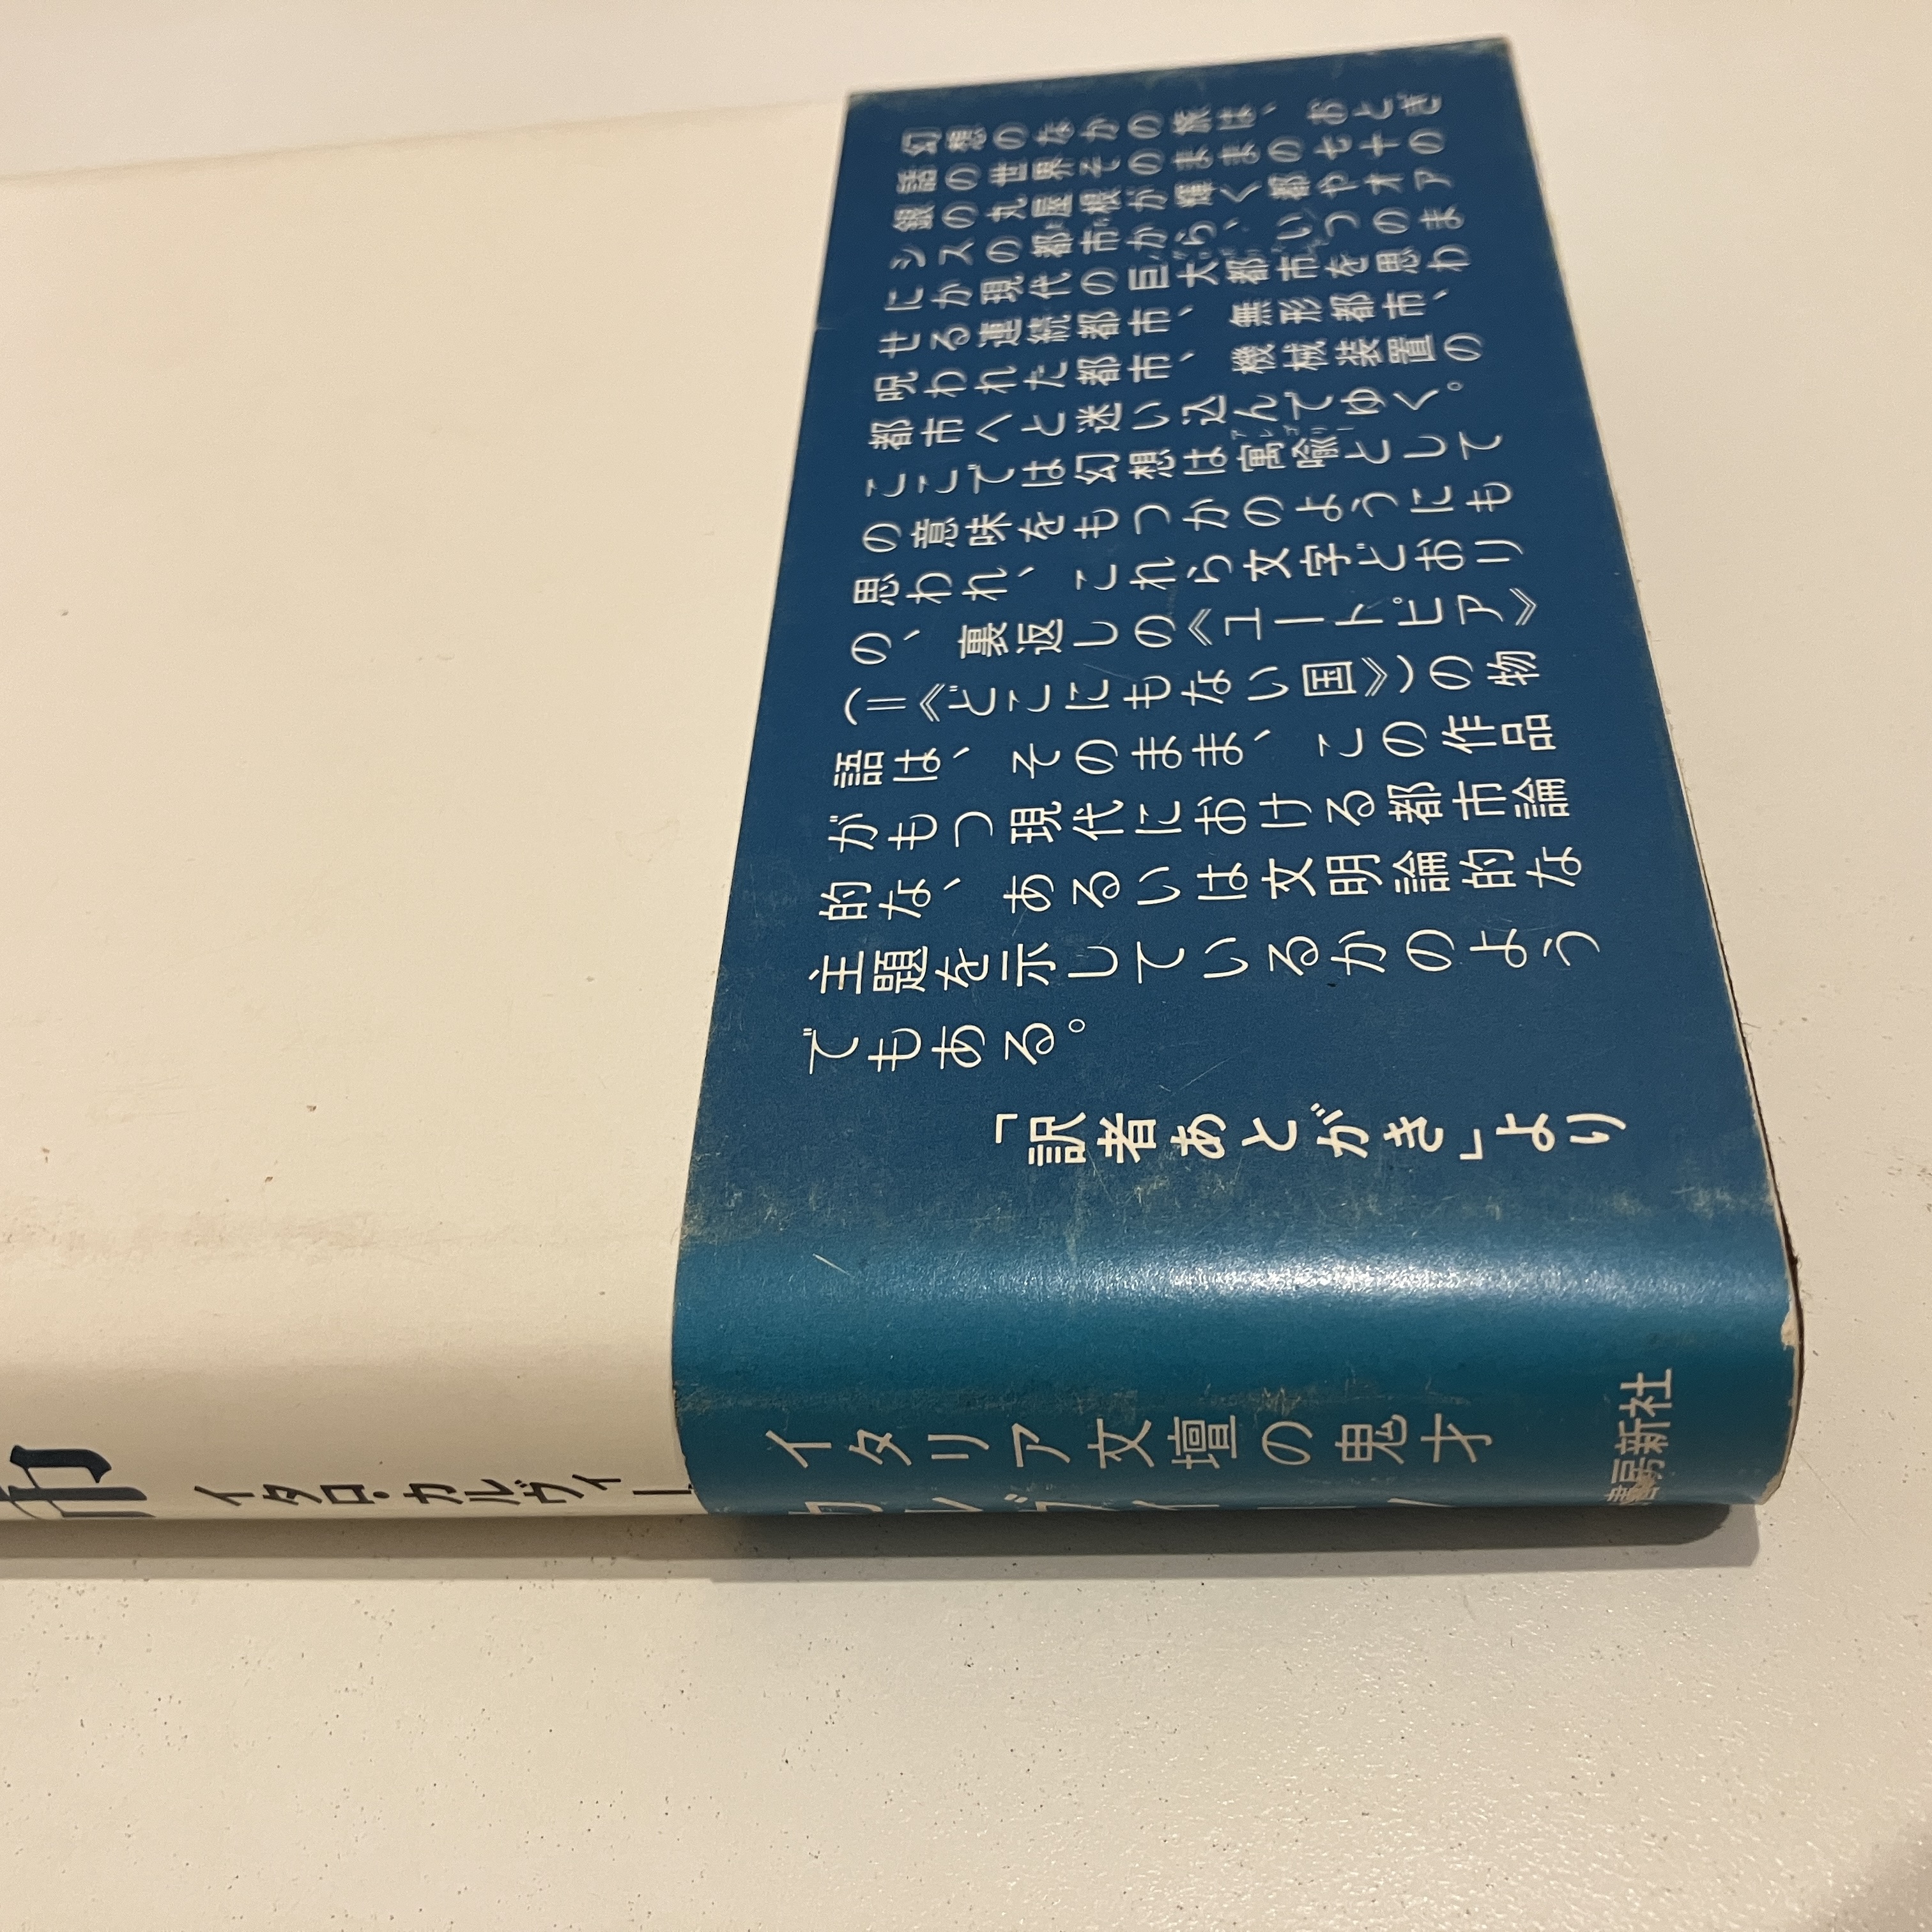 幻想のなかの旅は、おとぎ
話の世界そのままの七十の
銀の丸屋根が輝く都やオア
シスの都市から、いつのま
にか現代の巨大都市を思わ
せる連続都市、無形都市、
呪われた都市、機械装置の
都市へと迷い込んでゆく。
ここでは幻想は寓喩として
の意味をもつかのようにも
思われ、これら文字どおり
の、裏返しの《ユートピア》
(=《どこにもない国》)の物
語は、そのまま、この作品
がもつ現代における都市論
的な、あるいは文明論的な
主題を示しているかのよう
でもある。
「訳者あとがき」より
イタリア文壇の鬼才
カルヴィーノ
房新社
市
イタロ・カルヴィー